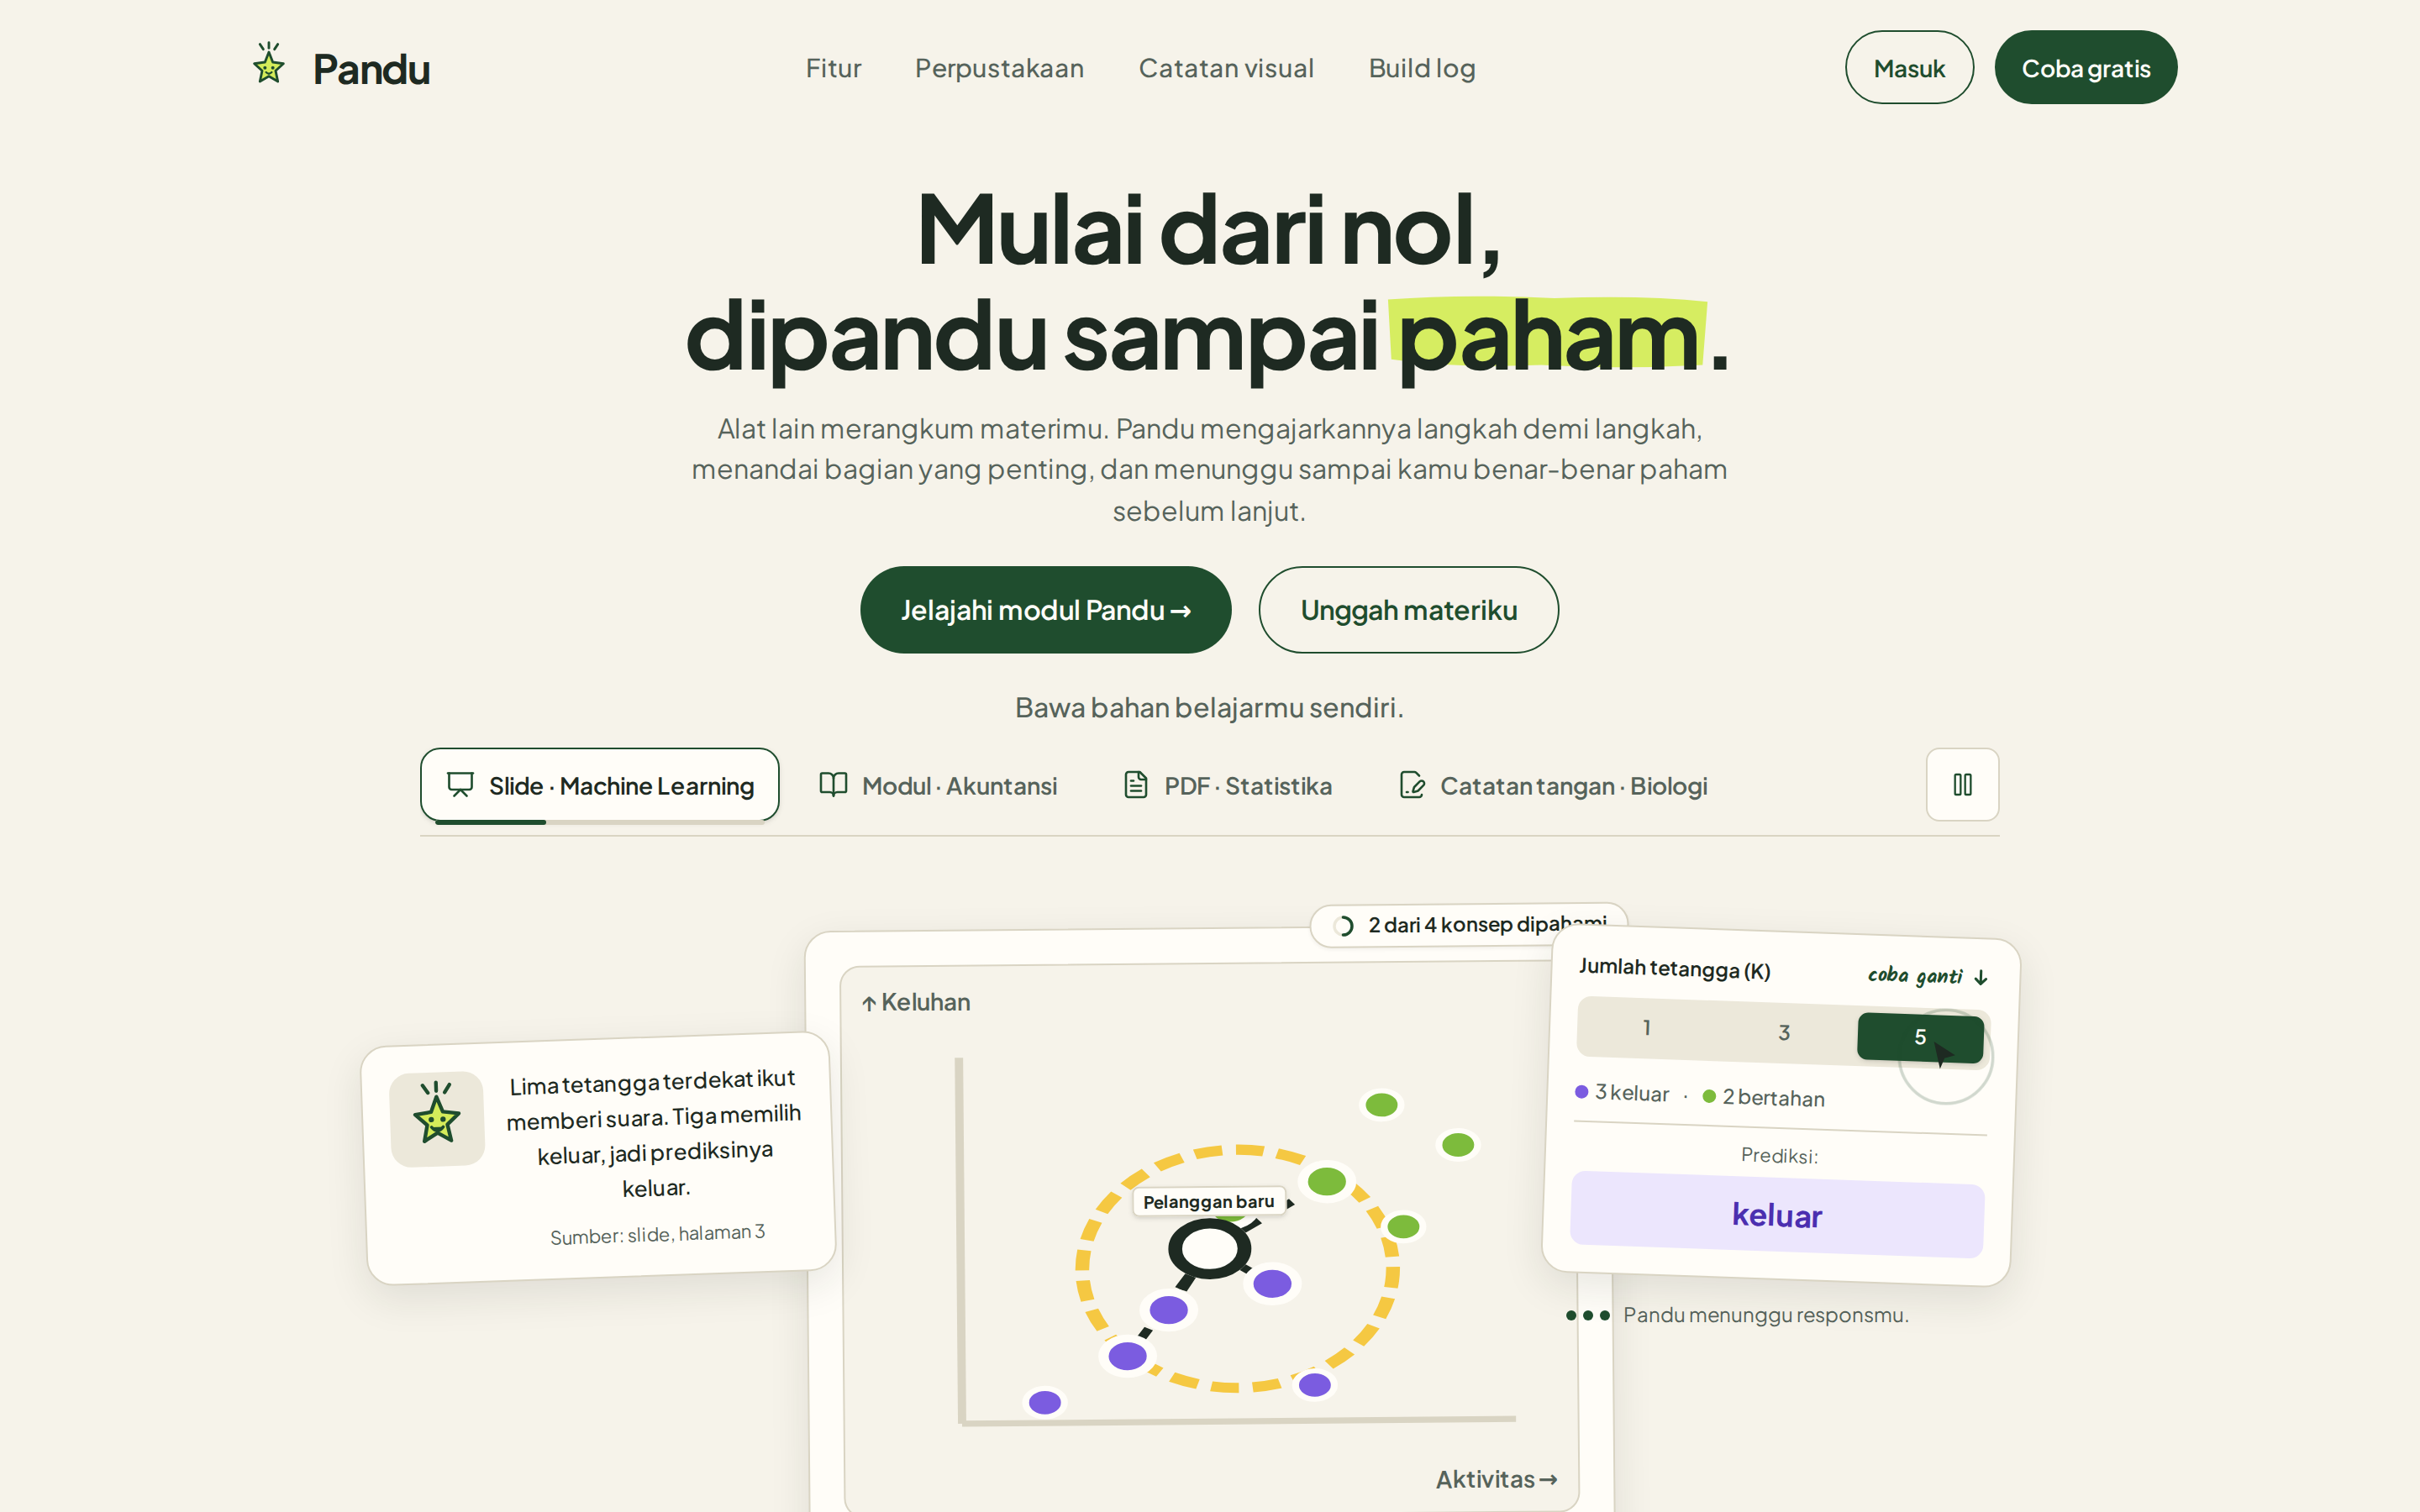 Pandu
Fitur
Perpustakaan
Catatan visual
Build log
Masuk
Coba gratis
Mulai dari nol,
dipandu sampai paham.
Alat lain merangkum materimu. Pandu mengajarkannya langkah demi langkah,
menandai bagian yang penting, dan menunggu sampai kamu benar-benar paham
sebelum lanjut.
Jelajahi modul Pandu →
Unggah materiku
Bawa bahan belajarmu sendiri.
Slide · Machine Learning
Modul · Akuntansi
PDF · Statistika
Catatan tangan · Biologi
2 dari 4 konsep dipahami
↑ Keluhan
Pelanggan baru
Aktivitas →
Lima tetangga terdekat ikut
memberi suara. Tiga memilih
keluar, jadi prediksinya
keluar.
Sumber: slide, halaman 3
Jumlah tetangga (K)
coba ganti ↓
1
3
5
3 keluar · 2 bertahan
Prediksi:
keluar
Pandu menunggu responsmu.